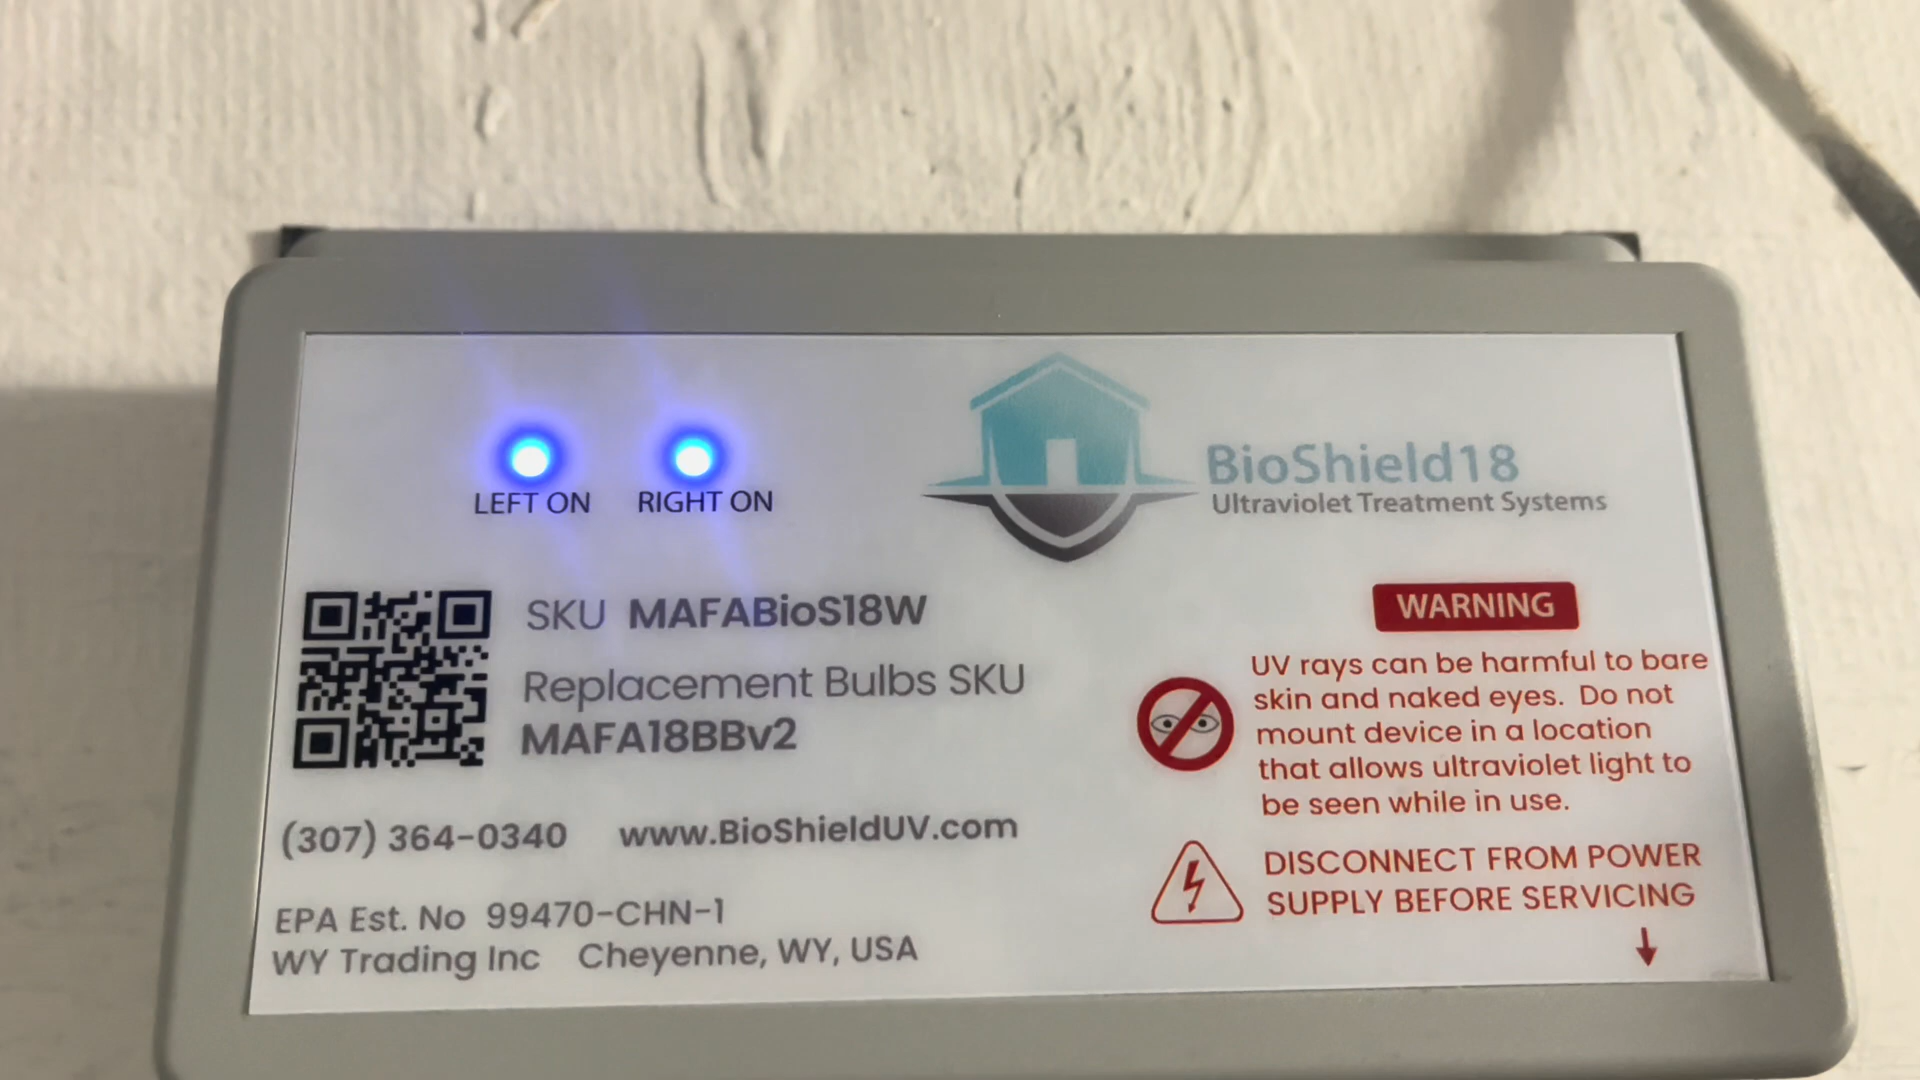 LEFT ON
RIGHT ON
BioShield18
Ultraviolet Treatment Systems
SKU MAFABioS18W
Replacement Bulbs SKU
MAFA18BBv2
(307) 364-0340 www.BioShieldUV.com
EPA Est. No 99470-CHN-1
WY Trading Inc Cheyenne, WY, USA
WARNING
UV rays can be harmful to bare
skin and naked eyes. Do not
mount device in a location
that allows ultraviolet light to
be seen while in use.
DISCONNECT FROM POWER
SUPPLY BEFORE SERVICING